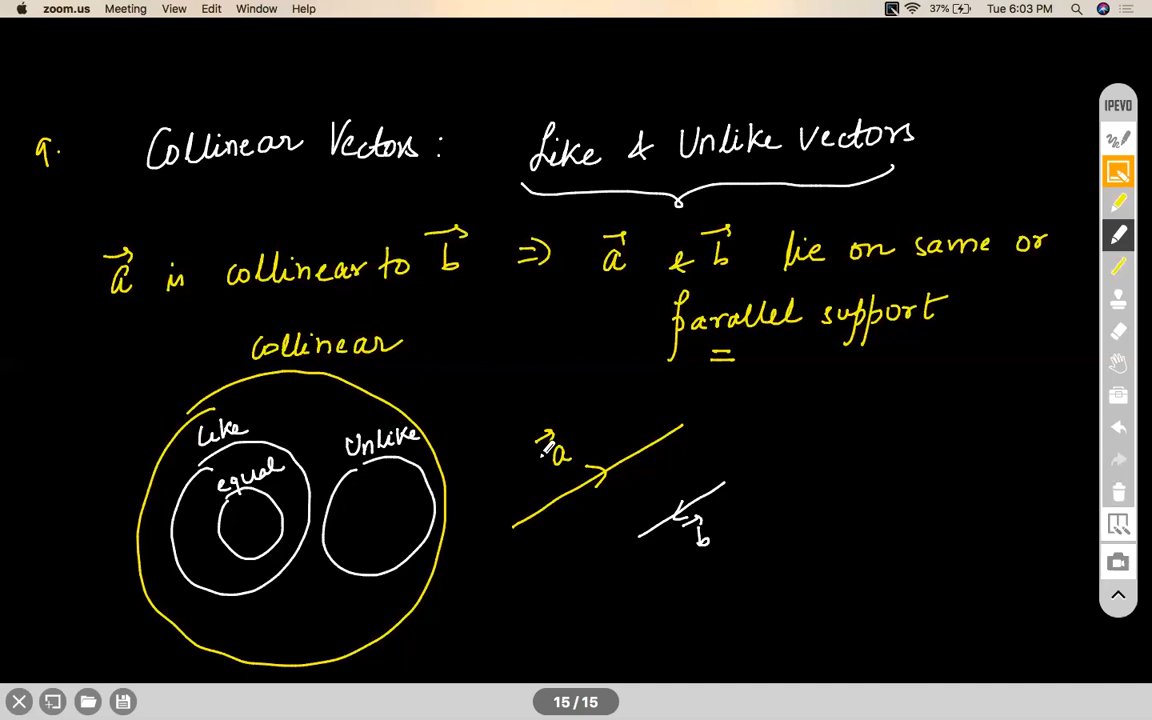 zoom.us Meeting View Edit Window Help 37% Tue 6:03 PM
IPEVO
9. Collinear Vectors : Like & Unlike Vectors
a is collinear to b => a & b lie on same or
parallel support
collinear
Like
Unlike
equal
a
b
15 / 15